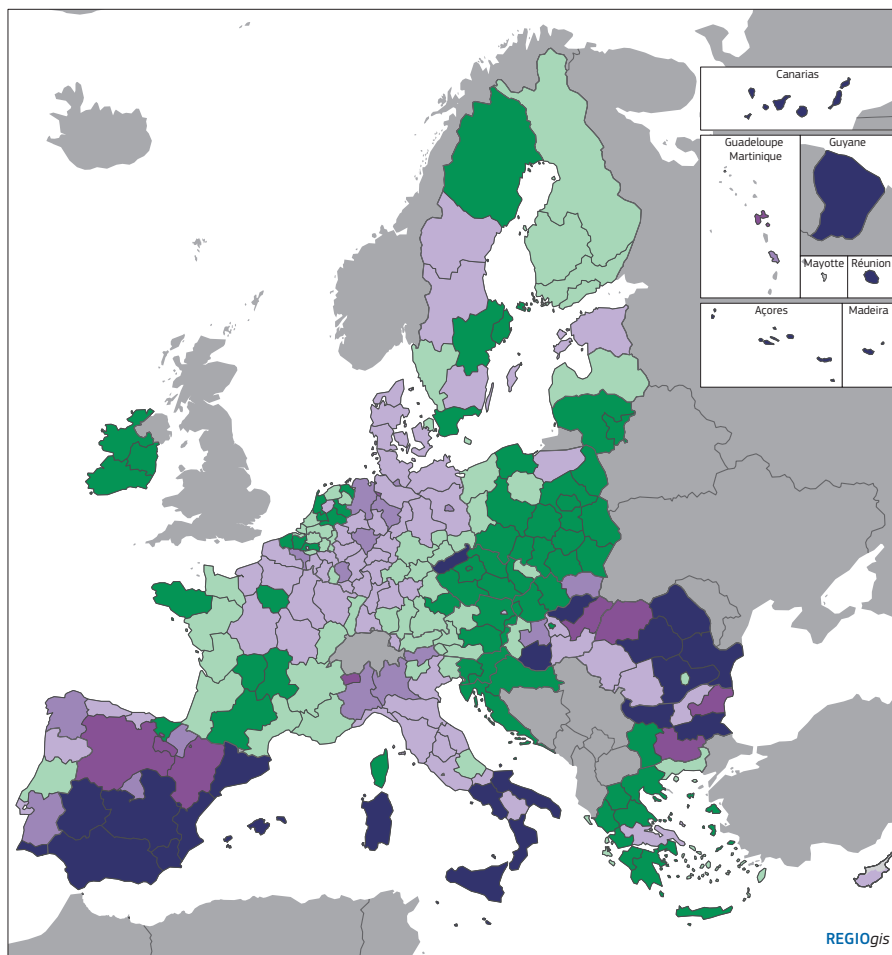 Canarias
Guadeloupe
Martinique
Guyane
Mayotte
Réunion
Açores
Madeira
REGIOgis